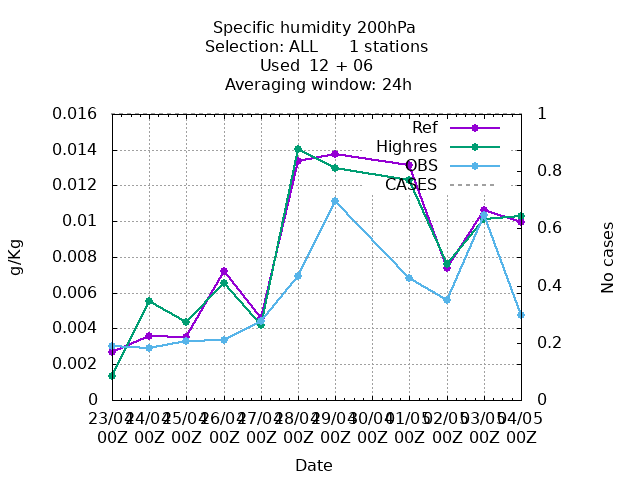 Specific humidity 200hPa
Selection: ALL 1 stations
Used 12 + 06
Averaging window: 24h
0.016
0.014
0.012
0.01
0.008
0.006
0.004
0.002
0
1
0.8
0.6
0.4
0.2
0
g/Kg
No cases
Ref
Highres
OBS
CASES
23/04 24/04 25/04 26/04 27/04 28/04 29/04 30/04 01/05 02/05 03/05 04/05
00Z 00Z 00Z 00Z 00Z 00Z 00Z 00Z 00Z 00Z 00Z 00Z
Date